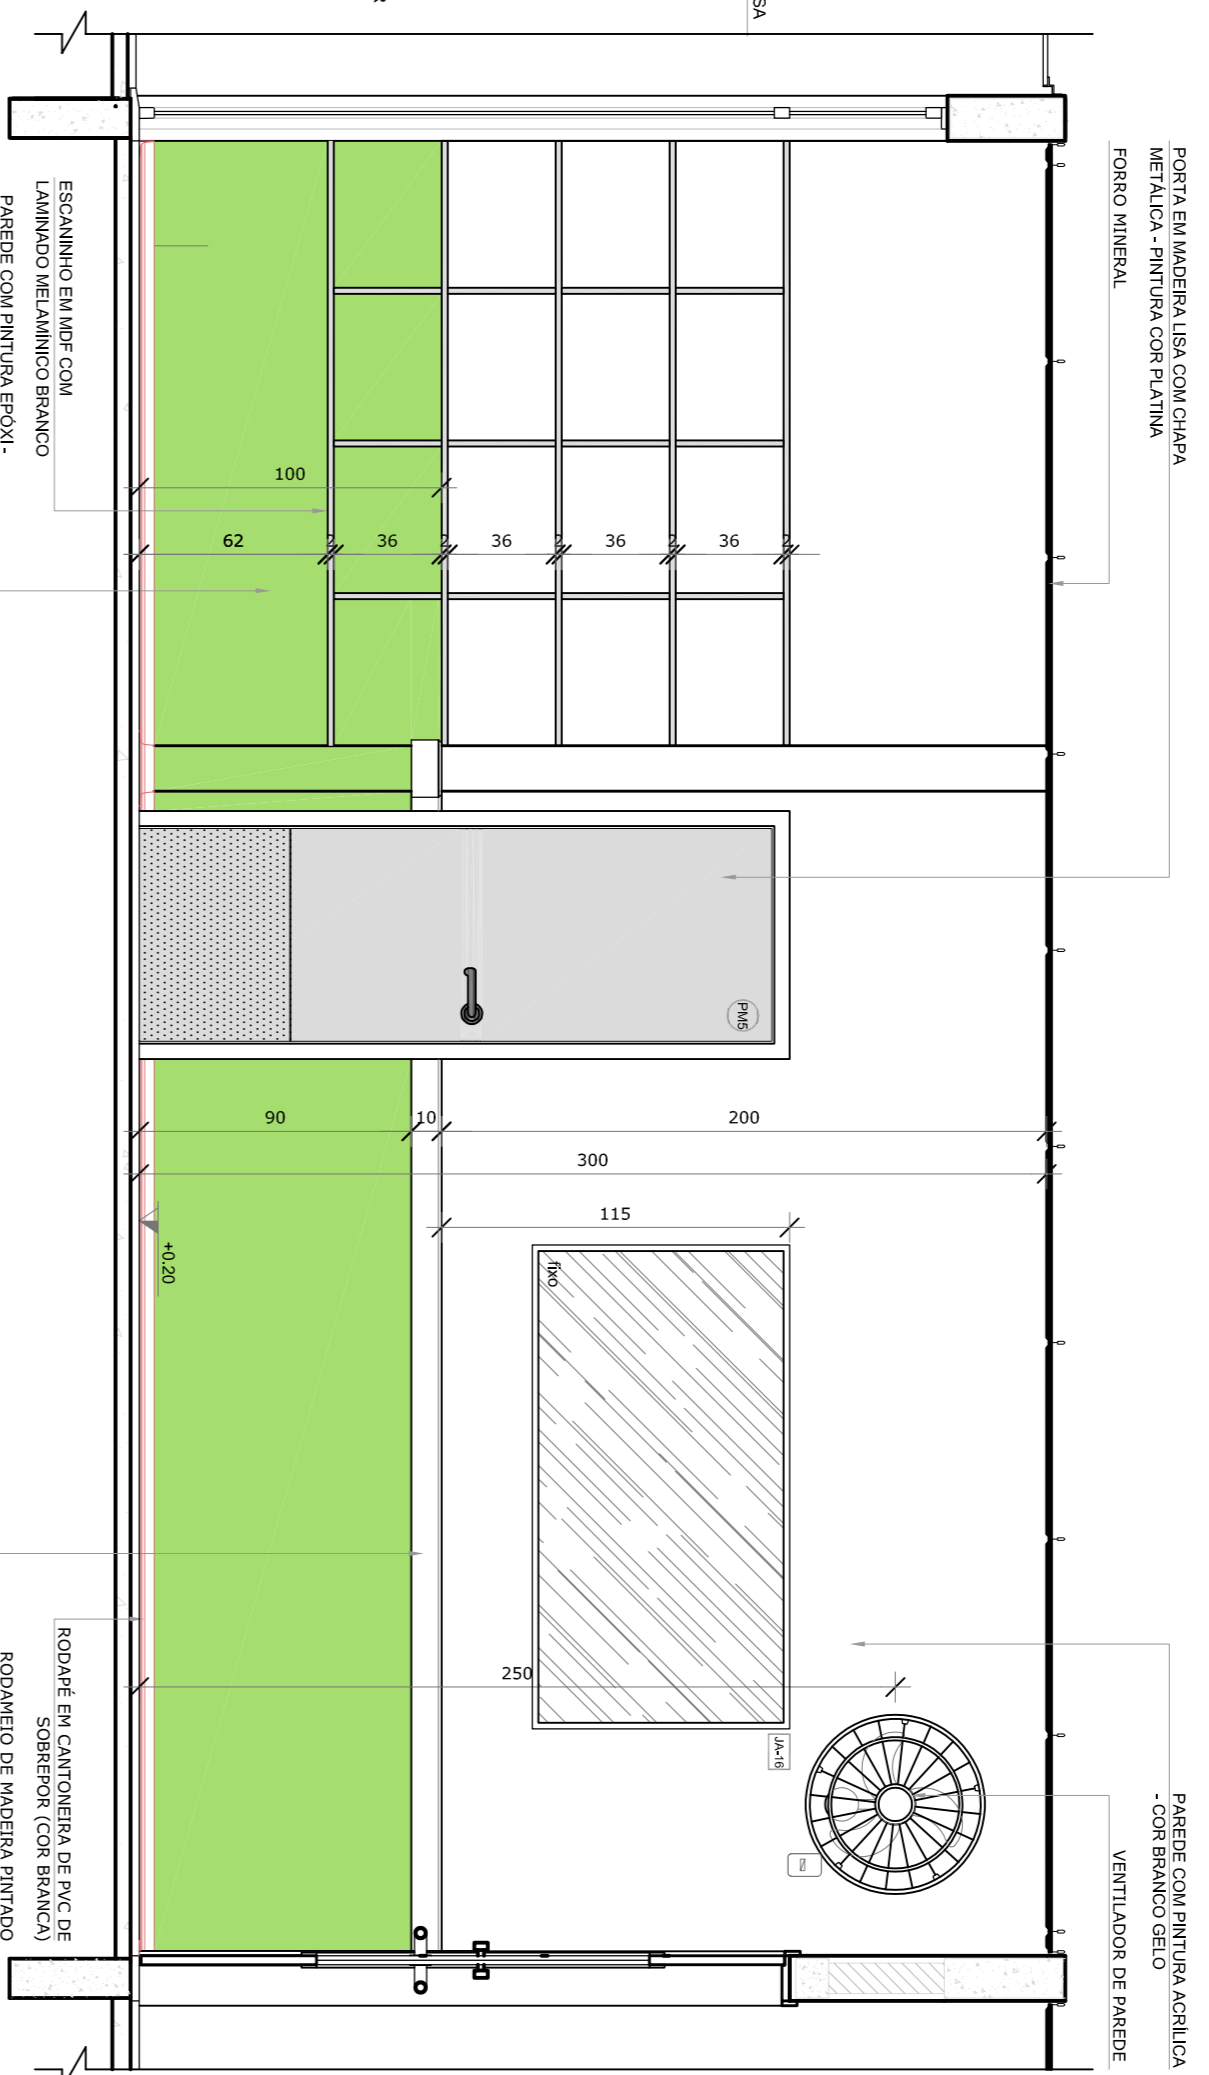 SA
PORTA EM MADEIRA LISA COM CHAPA
METÁLICA - PINTURA COR PLATINA
FORRO MINERAL
PAREDE COM PINTURA ACRÍLICA
- COR BRANCO GELO
VENTILADOR DE PAREDE
100
62
2
36
2
36
2
36
2
36
2
PM5
90
10
200
300
115
+0.20
fixo
250
JA-16
ESCANINHO EM MDF COM
LAMINADO MELAMÍNICO BRANCO
PAREDE COM PINTURA EPÓXI -
RODAPÉ EM CANTONEIRA DE PVC DE
SOBREPOR (COR BRANCA)
RODAMEIO DE MADEIRA PINTADO